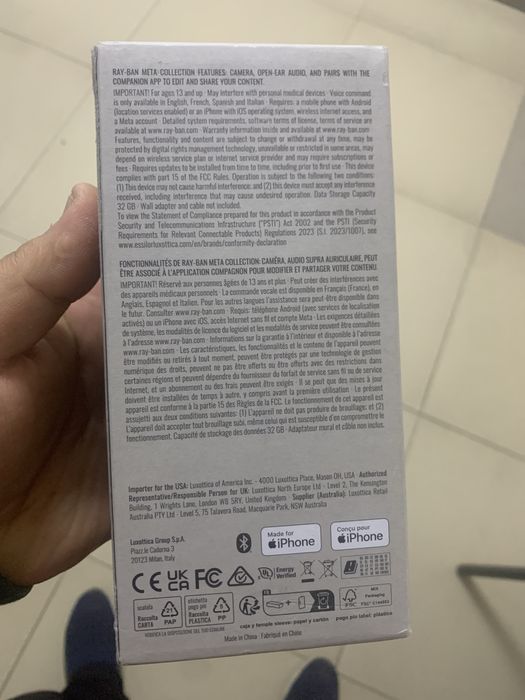 RAY-BAN META COLLECTION FEATURES: CAMERA, OPEN-EAR AUDIO, AND PAIRS WITH THE
COMPANION APP TO EDIT AND SHARE YOUR CONTENT.
IMPORTANT! For ages 13 and up · May interfere with personal medical devices · Voice command
is only available in English, French, Spanish and Italian · Requires: a mobile phone with Android
(location services enabled) or an iPhone with iOS operating system, wireless internet access, and
a Meta account · Detailed system requirements, software terms of license, terms of service are
available at www.ray-ban.com · Warranty information inside and available at www.ray-ban.com ·
Features, functionality and content are subject to change or withdrawal at any time, may be
protected by digital rights management technology, unavailable or restricted in some areas, may
depend on wireless service plan or internet service provider and may require subscriptions or
fees · Requires updates to be installed from time to time, including prior to first use · This device
complies with part 15 of the FCC Rules. Operation is subject to the following two conditions:
(1) This device may not cause harmful interference, and (2) this device must accept any interference
received, including interference that may cause undesired operation. Data Storage Capacity
32 GB · Wall adapter and cable not included.
To view the Statement of Compliance prepared for this product in accordance with the Product
Security and Telecommunications Infrastructure ("PSTI") Act 2002 and the PSTI (Security
Requirements for Relevant Connectable Products) Regulations 2023 (S.I. 2023/1007), see
www.essilorluxottica.com/en/brands/conformity-declaration
FONCTIONNALITÉS DE RAY-BAN META COLLECTION: CAMÉRA, AUDIO SUPRA AURICULAIRE, PEUT
ÊTRE ASSOCIÉ À L'APPLICATION COMPAGNON POUR MODIFIER ET PARTAGER VOTRE CONTENU.
IMPORTANT! Réservé aux personnes âgées de 13 ans et plus · Peut créer des interférences avec
des appareils médicaux personnels · La commande vocale est disponible en Français (France), en
Anglais, Espagnol et Italien. Pour les autres langues l'assistance sera peut-être disponible dans
le futur. Consulter www.ray-ban.com · Requis: téléphone Android (avec services de localisation
activés) ou un iPhone avec iOS, accès Internet sans fil et compte Meta · Les exigences détaillées
de système, les modalités de licence du logiciel et les modalités de service peuvent être consultées
à l'adresse www.ray-ban.com · Informations sur la garantie à l'intérieur et disponible à l'adresse
www.ray-ban.com · Les caractéristiques, les fonctionnalités et le contenu de l'appareil peuvent
être modifiés ou retirés à tout moment, peuvent être protégés par une technologie de gestion
numérique des droits, peuvent ne pas être offerts ou être offerts avec des restrictions dans
certaines régions et peuvent dépendre du fournisseur du forfait de service sans fil ou de service
Internet, et un abonnement ou des frais peuvent être exigés · Il se peut que des mises à jour
doivent être installées de temps à autre, y compris avant la première utilisation · Le présent
appareil est conforme à la partie 15 des Règles de la FCC. Le fonctionnement de cet appareil est
assujetti aux deux conditions suivantes: (1) L'appareil ne doit pas produire de brouillage; et (2)
L'appareil doit accepter tout brouillage subi, même celui qui est susceptible d'en compromettre le
fonctionnement. Capacité de stockage des données 32 GB · Adaptateur mural et câble non inclus.
Importer for the USA: Luxottica of America Inc. - 4000 Luxottica Place, Mason OH, USA · Authorized
Representative/Responsible Person for UK: Luxottica North Europe Ltd - Level 2, The Kensington
Building, 1 Wrights Lane, London W8 5RY, United Kingdom · Supplier (Australia): Luxottica Retail
Australia PTY Ltd - Level 5, 75 Talavera Road, Macquarie Park, NSW Australia
Luxottica Group S.p.A.
Piazz.le Cadorna 3
20123 Milan, Italy
Made for
iPhone
Conçu pour
iPhone
CE UK CA FC
UL Energy Verified
scatola
Raccolta
CARTA
21
PAP
etichetta
pago più
Raccolta
PLASTICA
5
PP
VERIFICA LA DISPOSIZIONE DEL TUO COMUNE
FR
FSC
MIX
Packaging
caja y temple sleeve: papel y cartón pago più label: plástico
Made in China · Fabriqué en Chine